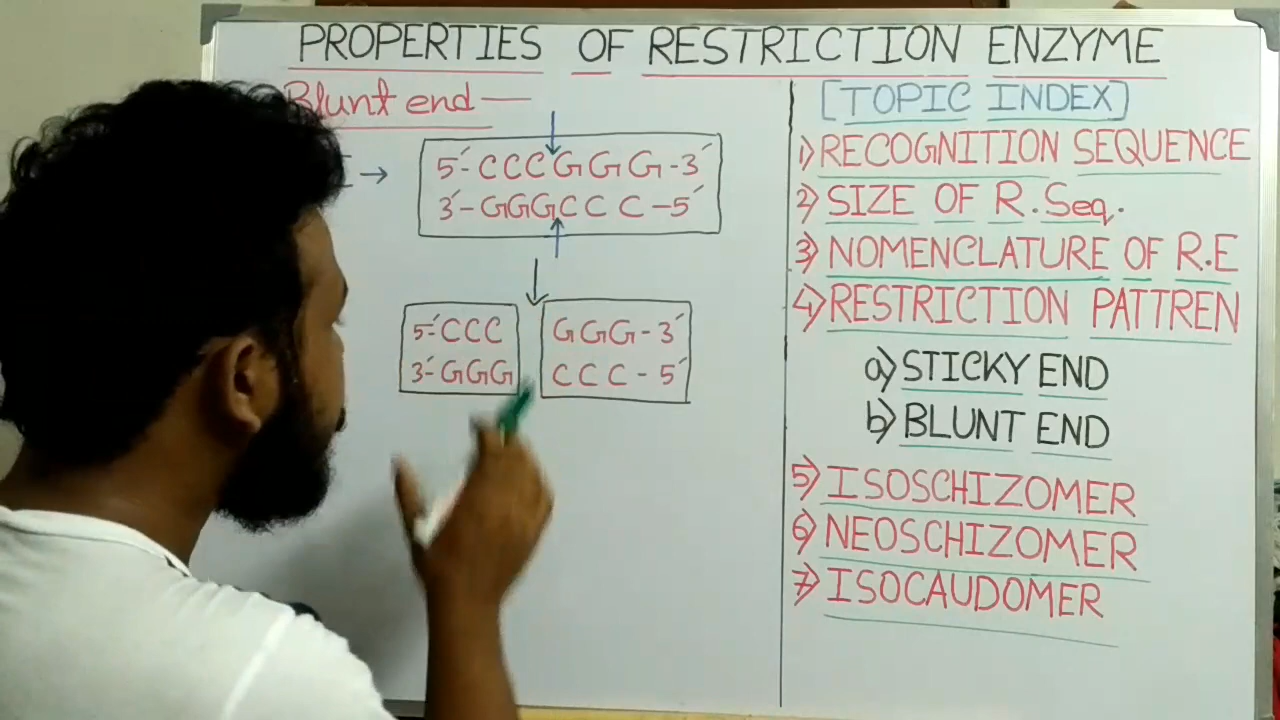 PROPERTIES OF RESTRICTION ENZYME
Blunt end —
I →
5′-CCCGGG-3′
3′-GGGCCC-5′
5′-CCC GGG-3′
3′-GGG CCC-5′
[TOPIC INDEX]
1) RECOGNITION SEQUENCE
2) SIZE OF R.Seq.
3) NOMENCLATURE OF R.E
4) RESTRICTION PATTREN
a) STICKY END
b) BLUNT END
5) ISOSCHIZOMER
6) NEOSCHIZOMER
7) ISOCAUDOMER